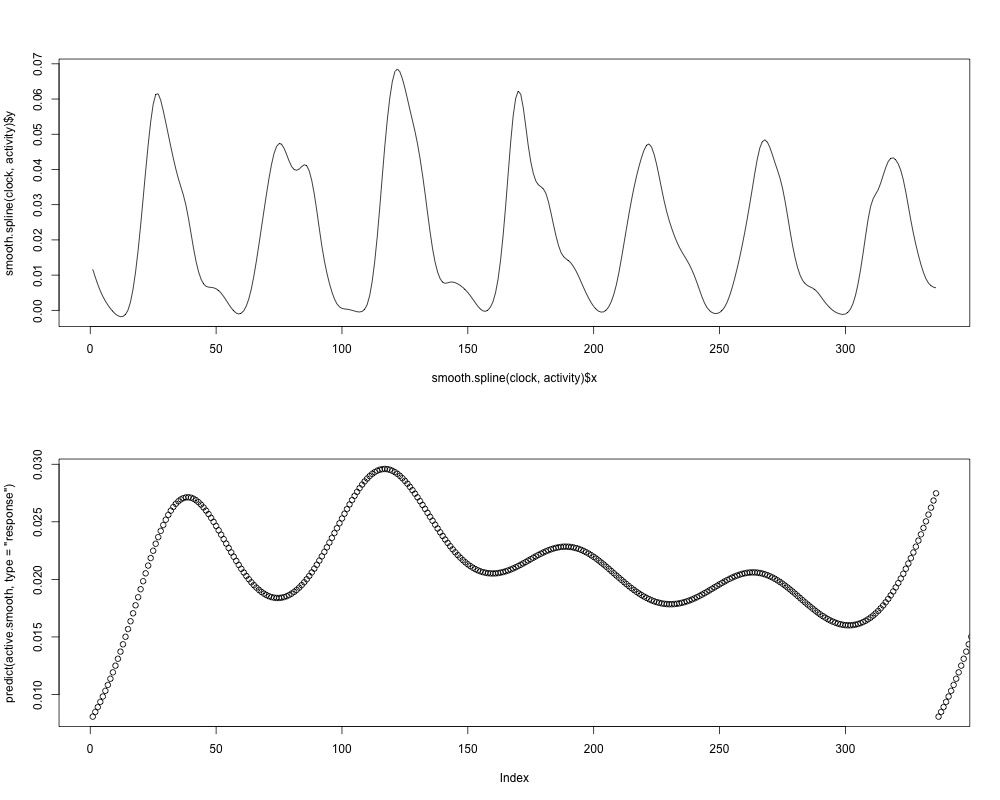 smooth.spline(clock, activity)$y
0.07
0.06
0.05
0.04
0.03
0.02
0.01
0.00
0 50 100 150 200 250 300
smooth.spline(clock, activity)$x
predict(active.smooth, type = "response")
0.030
0.025
0.020
0.015
0.010
0 50 100 150 200 250 300
Index